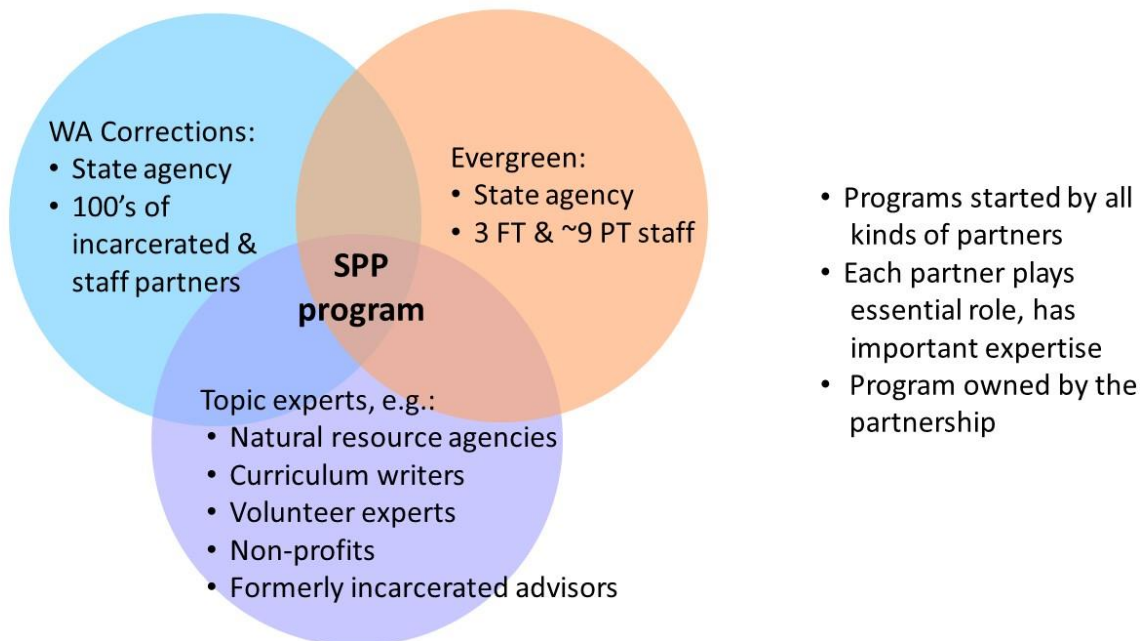 WA Corrections:
• State agency
• 100's of
incarcerated &
staff partners
Evergreen:
• State agency
• 3 FT & ~9 PT staff
SPP
program
Topic experts, e.g.:
• Natural resource agencies
• Curriculum writers
• Volunteer experts
• Non-profits
• Formerly incarcerated advisors
• Programs started by all
kinds of partners
• Each partner plays
essential role, has
important expertise
• Program owned by the
partnership